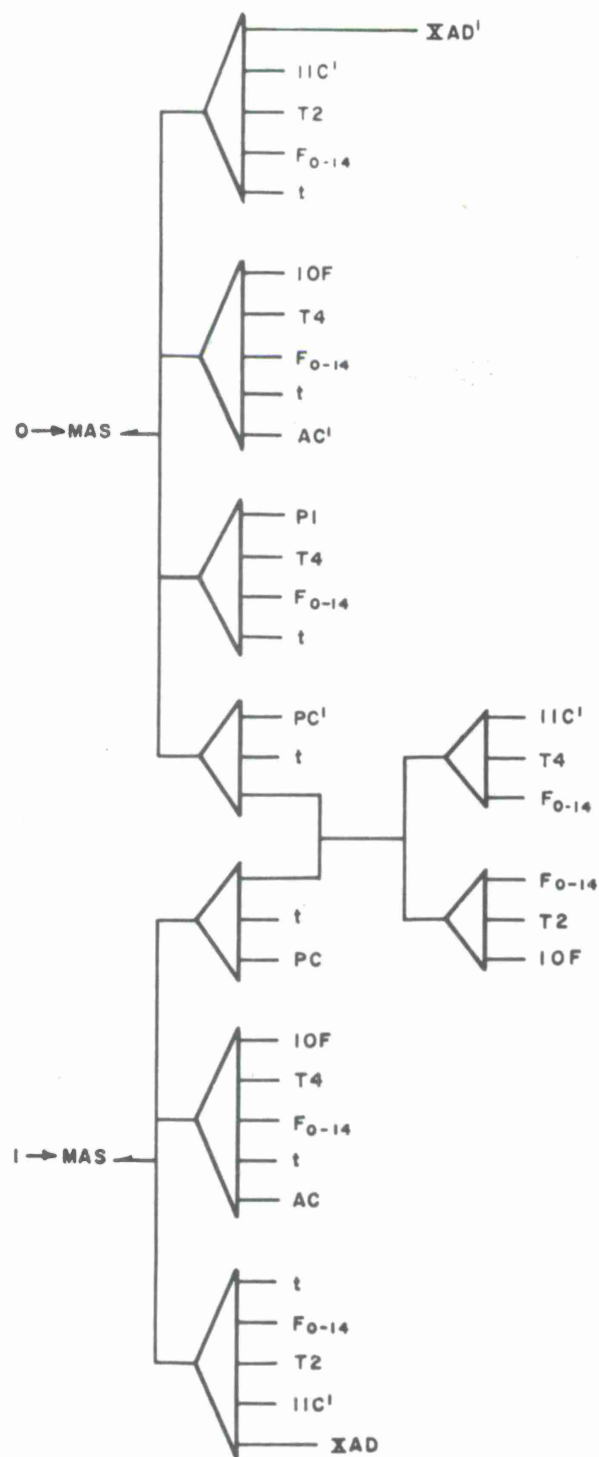 XAD'
11C'
T2
F0-14
t
10F
T4
F0-14
t
0→MAS
AC'
P1
T4
F0-14
t
PC'
t
11C'
T4
F0-14
F0-14
T2
10F
t
PC
10F
T4
F0-14
t
1→MAS
AC
t
F0-14
T2
11C'
XAD